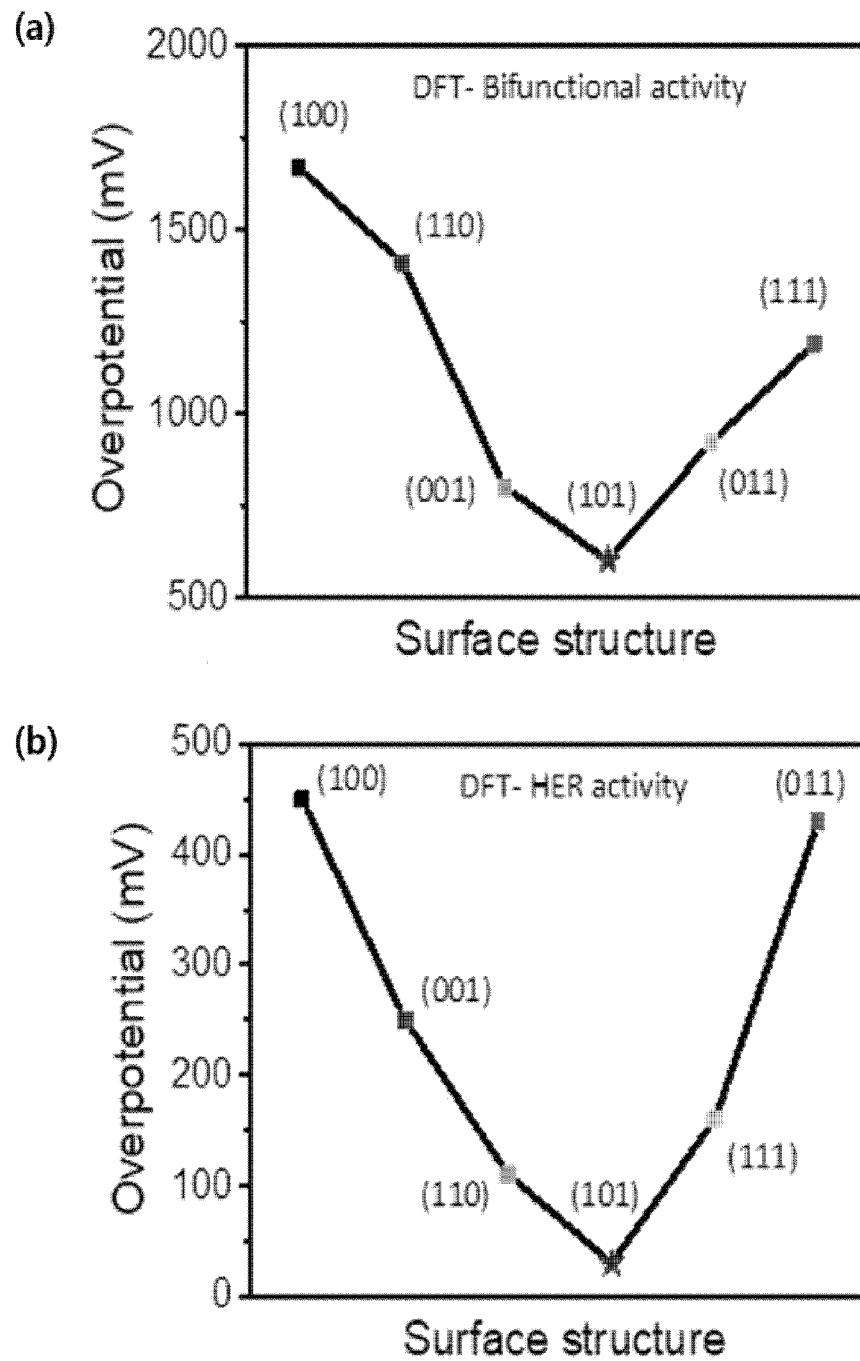 (a)
2000
DFT- Bifunctional activity
(100)
(110)
1500
(111)
1000
(001)
(101)
(011)
500
Overpotential (mV)
Surface structure
(b)
500
(100)
DFT- HER activity
(011)
400
300
(001)
200
(111)
100
(110)
(101)
0
Overpotential (mV)
Surface structure